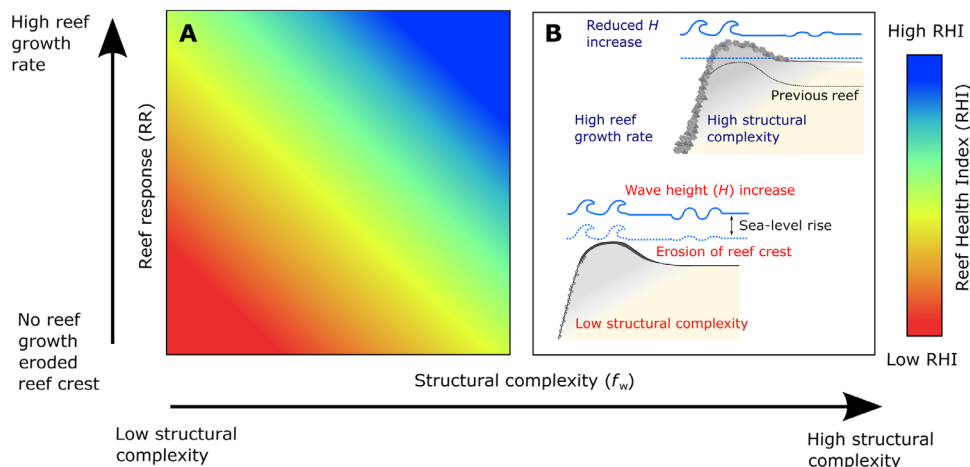 High reef
growth
rate
Reef response (RR)
No reef
growth
eroded
reef crest
A
B
Reduced H
increase
Previous reef
High reef
growth rate
High structural
complexity
Wave height (H) increase
Sea-level rise
Erosion of reef crest
Low structural complexity
High RHI
Reef Health Index (RHI)
Low RHI
Structural complexity (fw)
Low structural
complexity
High structural
complexity